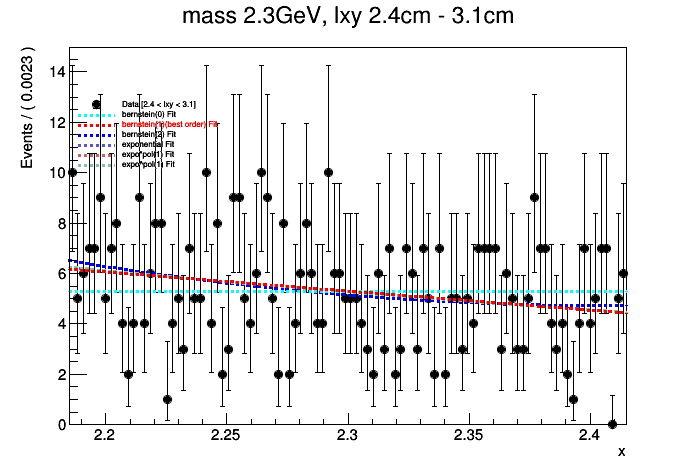 mass 2.3GeV, lxy 2.4cm - 3.1cm
Events / ( 0.0023 )
14
12
10
8
6
4
2
0
Data [2.4 < lxy < 3.1]
bernstein(0) Fit
bernstein(1)(best order) Fit
bernstein(2) Fit
exponential Fit
expo*pol(1) Fit
expo*pol(1) Fit
2.2
2.25
2.3
2.35
2.4
x